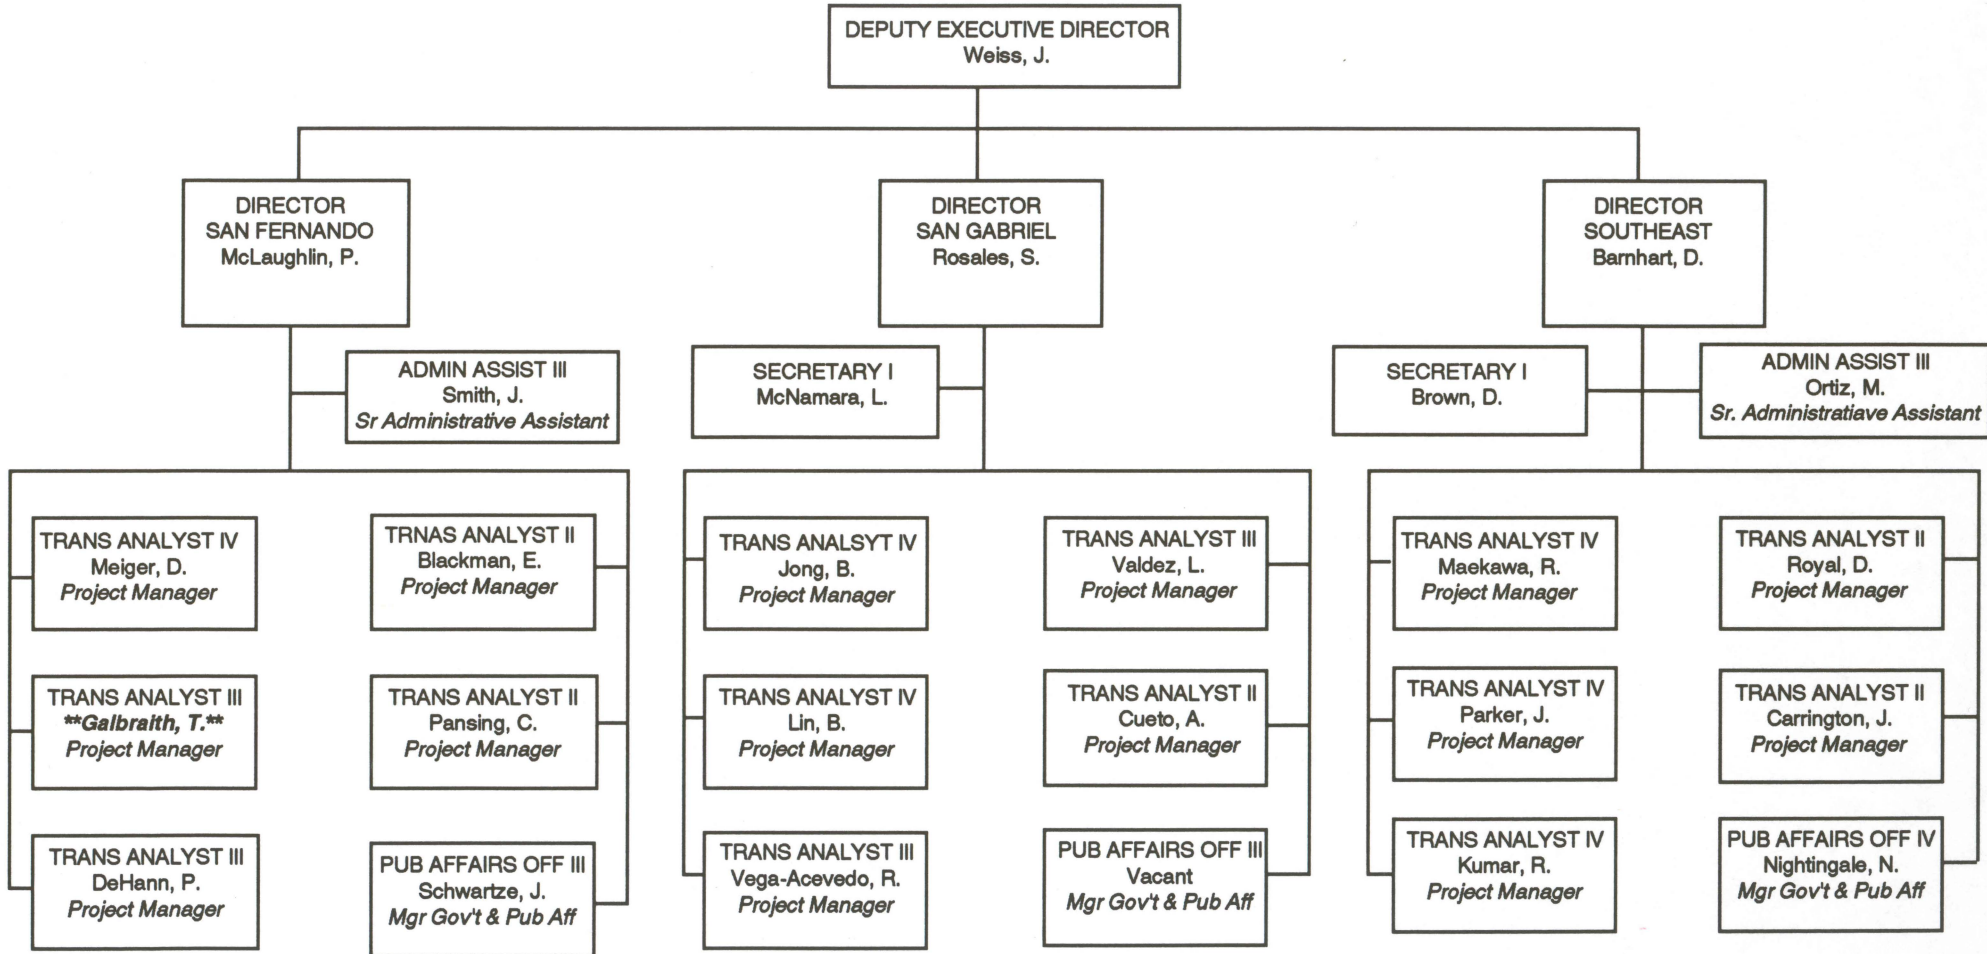 DEPUTY EXECUTIVE DIRECTOR
Weiss, J.
DIRECTOR
SAN FERNANDO
McLaughlin, P.
DIRECTOR
SAN GABRIEL
Rosales, S.
DIRECTOR
SOUTHEAST
Barnhart, D.
ADMIN ASSIST III
Smith, J.
Sr Administrative Assistant
SECRETARY I
McNamara, L.
SECRETARY I
Brown, D.
ADMIN ASSIST III
Ortiz, M.
Sr. Administratiave Assistant
TRANS ANALYST IV
Meiger, D.
Project Manager
TRNAS ANALYST II
Blackman, E.
Project Manager
TRANS ANALYST III
**Galbraith, T.**
Project Manager
TRANS ANALYST II
Pansing, C.
Project Manager
TRANS ANALYST III
DeHann, P.
Project Manager
PUB AFFAIRS OFF III
Schwartze, J.
Mgr Gov't & Pub Aff
TRANS ANALSYT IV
Jong, B.
Project Manager
TRANS ANALYST III
Valdez, L.
Project Manager
TRANS ANALYST IV
Lin, B.
Project Manager
TRANS ANALYST II
Cueto, A.
Project Manager
TRANS ANALYST III
Vega-Acevedo, R.
Project Manager
PUB AFFAIRS OFF III
Vacant
Mgr Gov't & Pub Aff
TRANS ANALYST IV
Maekawa, R.
Project Manager
TRANS ANALYST II
Royal, D.
Project Manager
TRANS ANALYST IV
Parker, J.
Project Manager
TRANS ANALYST II
Carrington, J.
Project Manager
TRANS ANALYST IV
Kumar, R.
Project Manager
PUB AFFAIRS OFF IV
Nightingale, N.
Mgr Gov't & Pub Aff